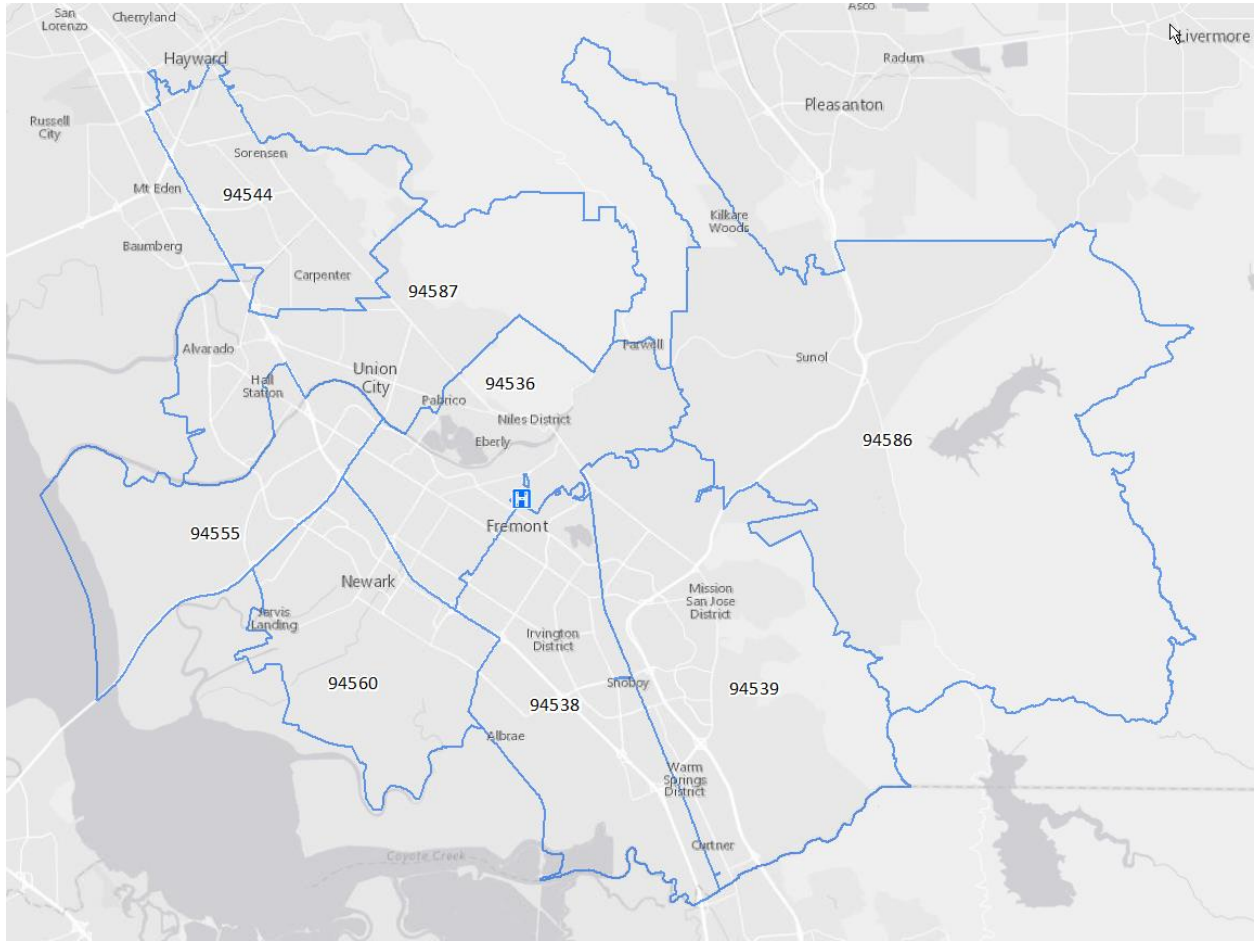 San
Lorenzo
Cherryland
Asco
Livermore
Hayward
Radum
Pleasanton
Russell
City
Sorensen
Mt Eden
94544
Kilkare
Woods
Baumberg
Carpenter
94587
Alvarado
Farwell
Sunol
Union
City
Hall
Station
94536
Pabrico
Niles District
Eberly
94586
H
Fremont
94555
Newark
Mission
San Jose
District
Jarvis
Landing
Irvington
District
94560
Shoboy
94539
94538
Albrae
Warm
Springs
District
Curtner
Coyote Creek